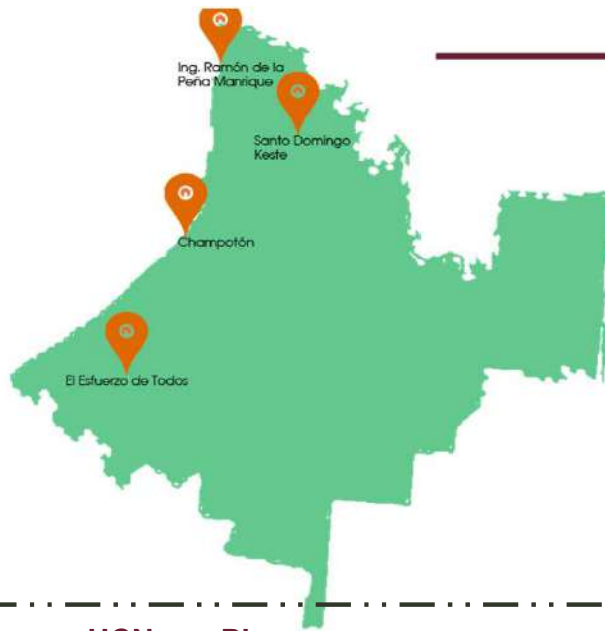 Ing. Ramón de la
Peña Manrique
Santo Domingo
Keste
Champotón
El Esfuerzo de Todos